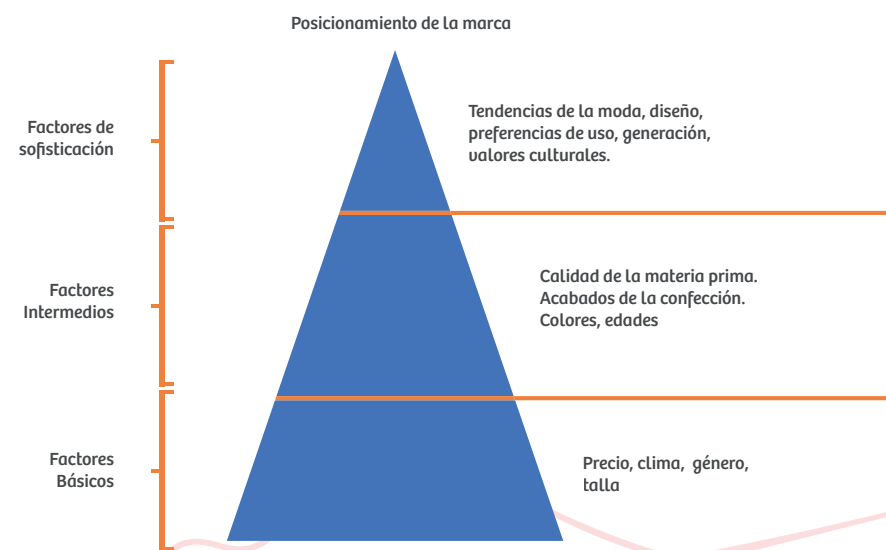 Posicionamiento de la marca
Factores de
sofisticación
Tendencias de la moda, diseño,
preferencias de uso, generación,
valores culturales.
Factores
Intermedios
Calidad de la materia prima.
Acabados de la confección.
Colores, edades
Factores
Básicos
Precio, clima, género,
talla